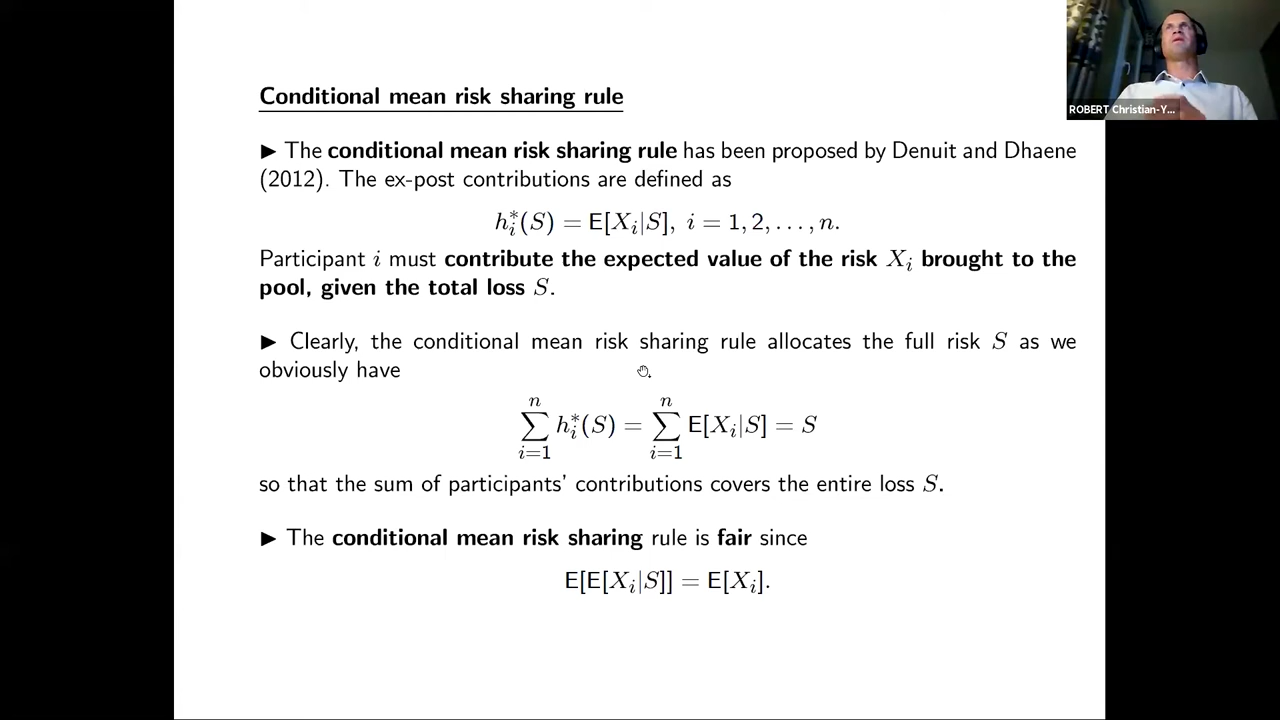 ROBERT Christian-Y...
Conditional mean risk sharing rule
▶ The conditional mean risk sharing rule has been proposed by Denuit and Dhaene
(2012). The ex-post contributions are defined as
h_i^*(S) = E[X_i|S], i = 1, 2, . . . , n.
Participant i must contribute the expected value of the risk X_i brought to the
pool, given the total loss S.
▶ Clearly, the conditional mean risk sharing rule allocates the full risk S as we
obviously have
\sum_{i=1}^{n} h_i^*(S) = \sum_{i=1}^{n} E[X_i|S] = S
so that the sum of participants' contributions covers the entire loss S.
▶ The conditional mean risk sharing rule is fair since
E[E[X_i|S]] = E[X_i].